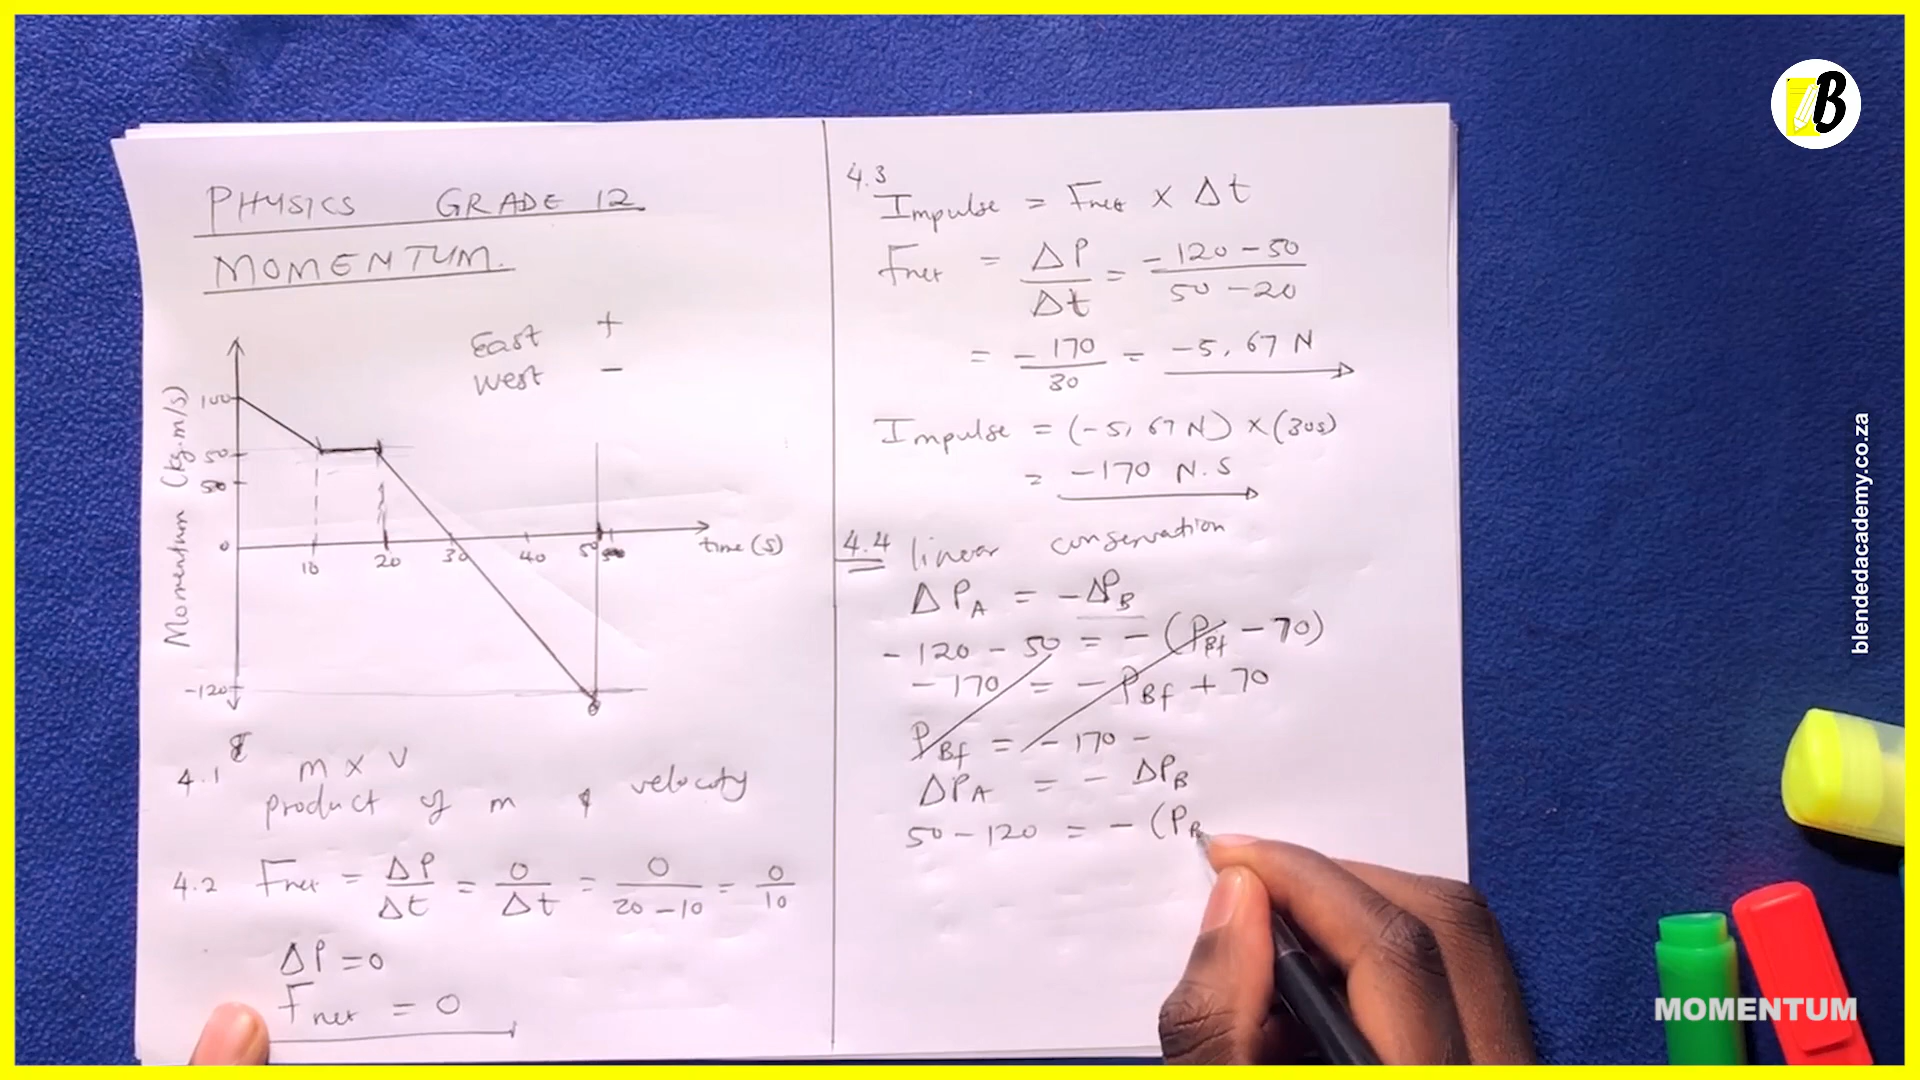 PHYSICS GRADE 12
MOMENTUM.
East +
West -
Momentum (kg.m/s)
50
50
0
-120
10 20 30 40 50
time (s)
4.1 m x v
product of m & velocity
4.2 Fnet = ΔP/Δt = 0/Δt = 0/20-10 = 0/10
ΔP = 0
Fnet = 0
4.3
Impulse = Fnet x Δt
Fnet = ΔP/Δt = -120-50/50-20
= -170/30 = -5,67 N
Impulse = (-5,67 N) x (30s)
= -170 N.S
4.4 linear conservation
ΔPA = -ΔPB
-120 - 50 = -(PBf - 70)
-170 = -PBf + 70
PBf = -170 -
ΔPA = - ΔPB
50 - 120 = - (PB
B
blendedacademy.co.za
MOMENTUM